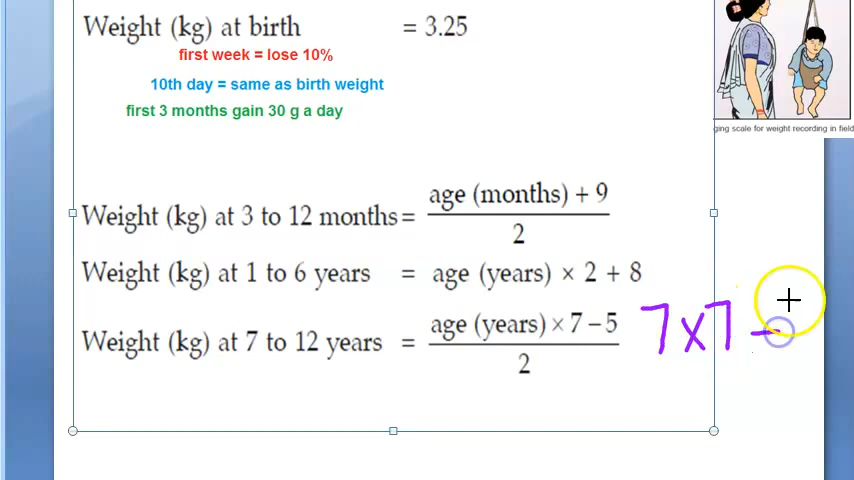 Weight (kg) at birth = 3.25
first week = lose 10%
10th day = same as birth weight
first 3 months gain 30 g a day
ging scale for weight recording in field
Weight (kg) at 3 to 12 months = age (months) + 9
2
Weight (kg) at 1 to 6 years = age (years) × 2 + 8
Weight (kg) at 7 to 12 years = age (years) × 7 – 5
2
7x7 -